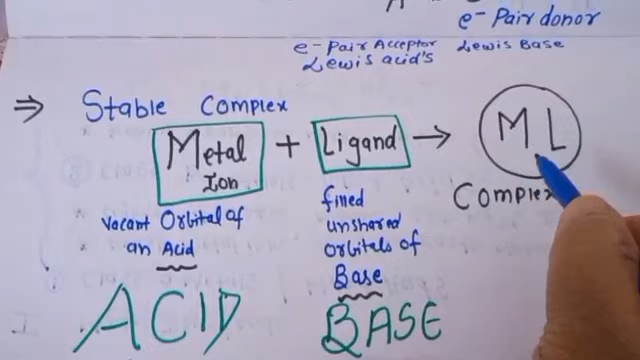 e- Pair donor
e- Pair Acceptor Lewis Base
Lewis acid's
⇒ Stable Complex
Metal Ion + Ligand → ML
Complex
vacant Orbital of an Acid
filled unshared orbitals of Base
ACID BASE